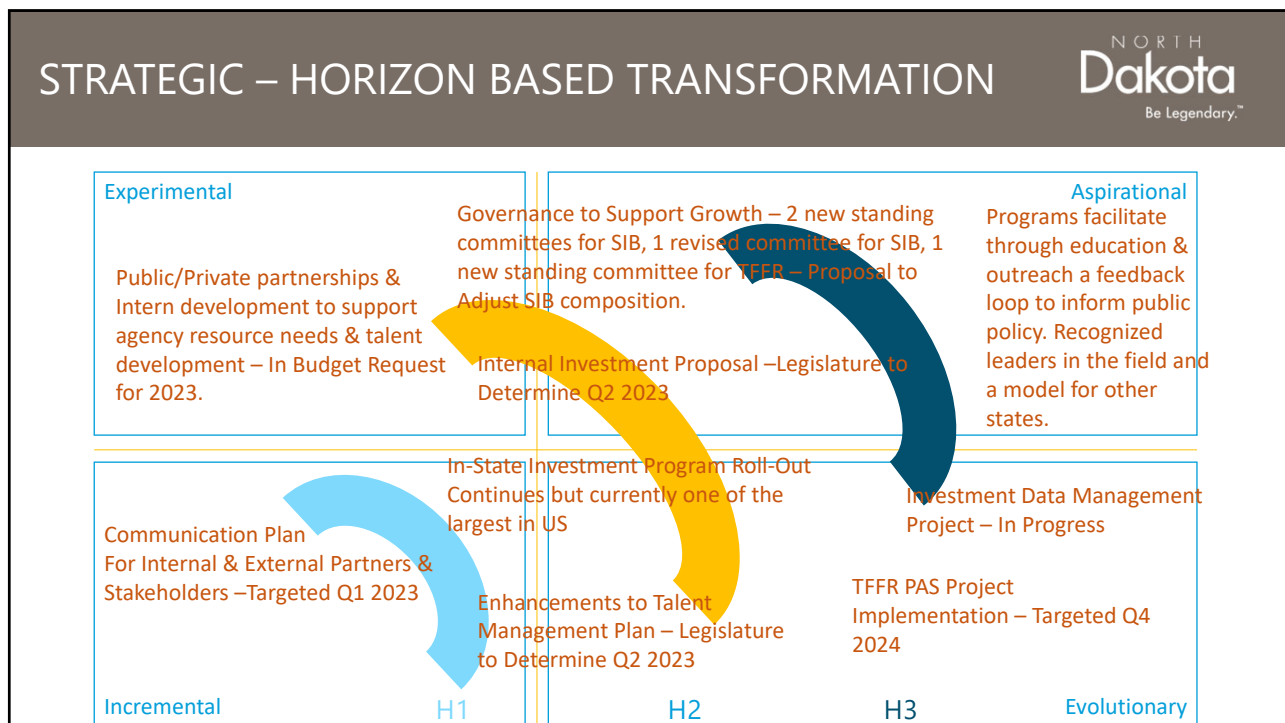 STRATEGIC – HORIZON BASED TRANSFORMATION
NORTH
Dakota
Be Legendary.™
Experimental
Public/Private partnerships &
Intern development to support
agency resource needs & talent
development – In Budget Request
for 2023.
Governance to Support Growth – 2 new standing
committees for SIB, 1 revised committee for SIB, 1
new standing committee for TFFR – Proposal to
Adjust SIB composition.
Internal Investment Proposal –Legislature to
Determine Q2 2023
Aspirational
Programs facilitate
through education &
outreach a feedback
loop to inform public
policy. Recognized
leaders in the field and
a model for other
states.
Communication Plan
For Internal & External Partners &
Stakeholders –Targeted Q1 2023
In-State Investment Program Roll-Out
Continues but currently one of the
largest in US
Enhancements to Talent
Management Plan – Legislature
to Determine Q2 2023
Investment Data Management
Project – In Progress
TFFR PAS Project
Implementation – Targeted Q4
2024
Incremental
H1
H2
H3
Evolutionary